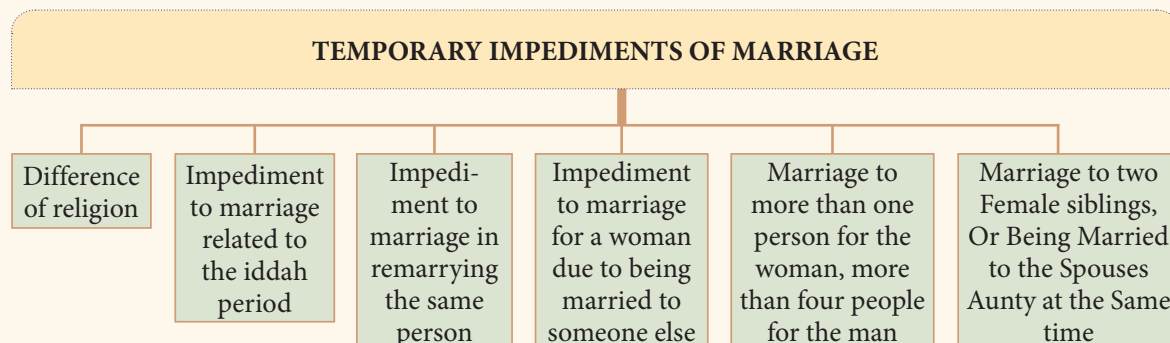 TEMPORARY IMPEDIMENTS OF MARRIAGE
Difference
of religion
Impediment
to marriage
related to
the iddah
period
Impedi-
ment to
marriage in
remarrying
the same
person
Impediment
to marriage
for a woman
due to being
married to
someone else
Marriage to
more than one
person for the
woman, more
than four people
for the man
Marriage to two
Female siblings,
Or Being Married
to the Spouses
Aunty at the Same
time